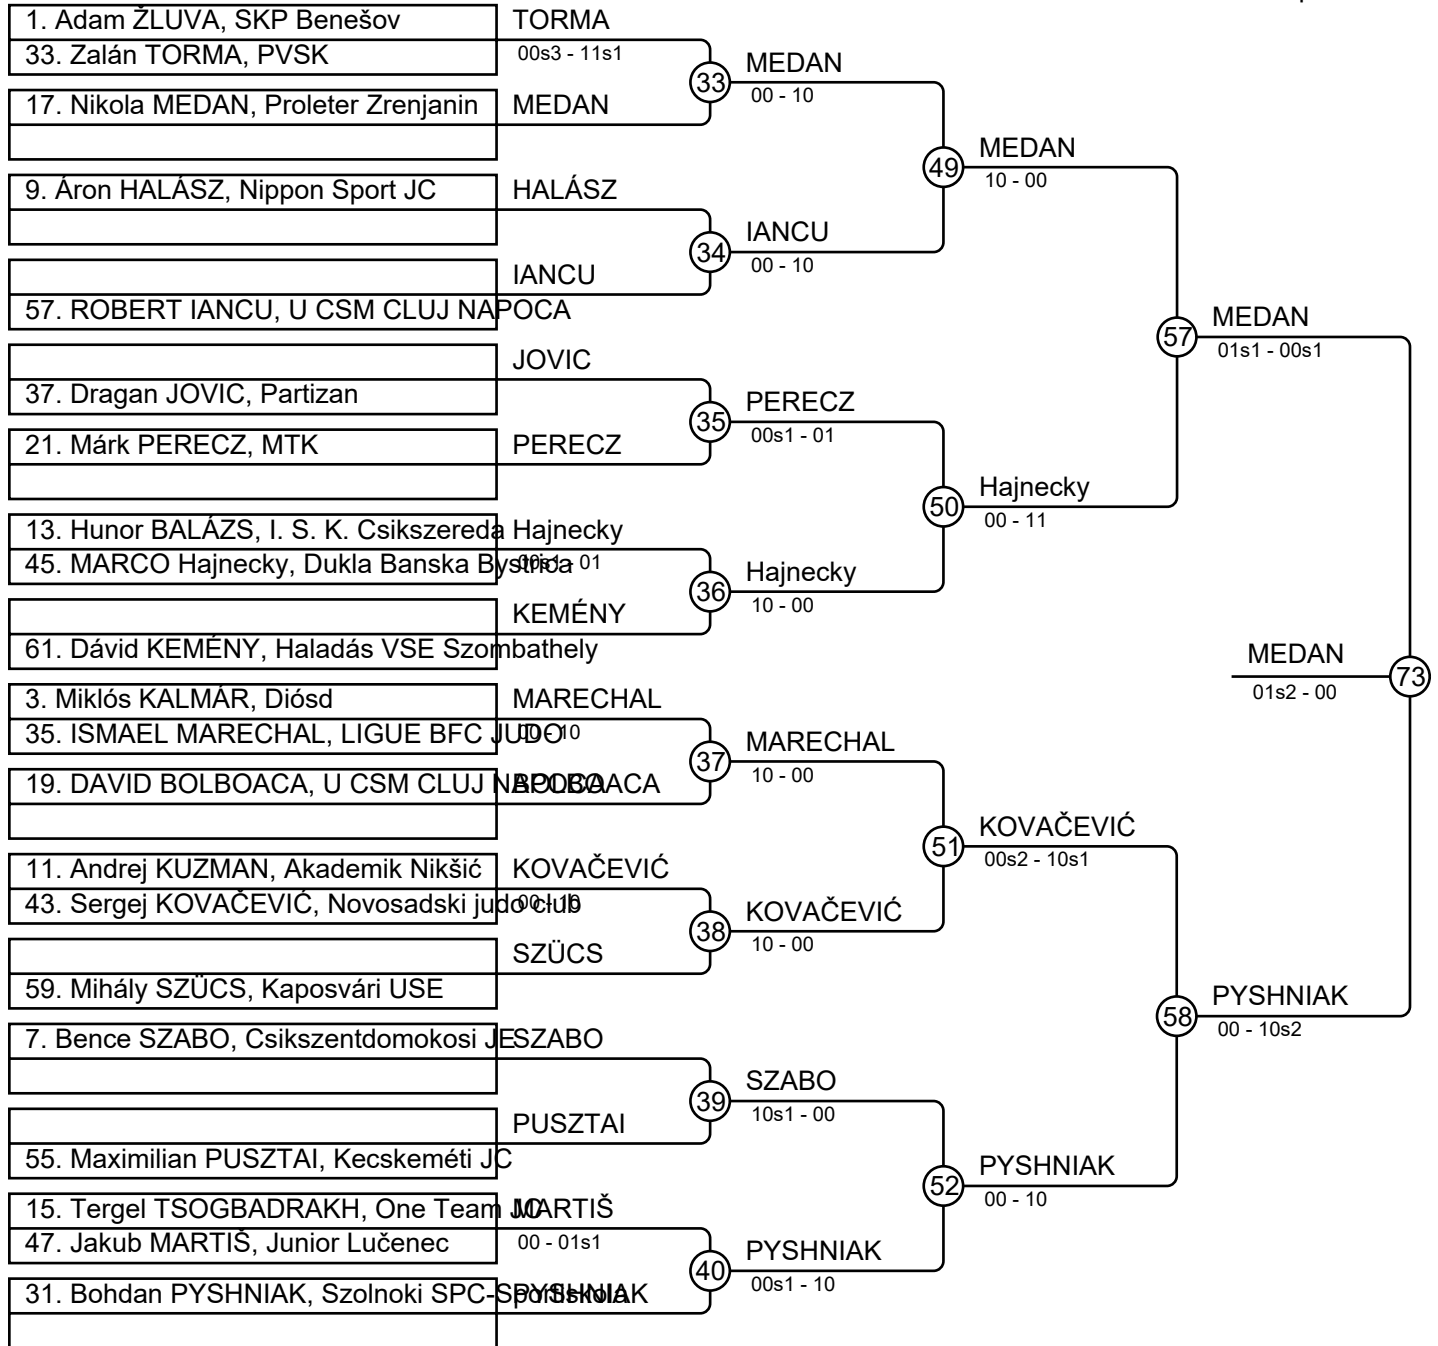 1. Adam ŽLUVA, SKP Benešov
33. Zalán TORMA, PVSK
17. Nikola MEDAN, Proleter Zrenjanin
9. Áron HALÁSZ, Nippon Sport JC
57. ROBERT IANCU, U CSM CLUJ NAPOCA
37. Dragan JOVIC, Partizan
21. Márk PERECZ, MTK
13. Hunor BALÁZS, I. S. K. Csikszereda
45. MARCO Hajnecky, Dukla Banska Bystrica
61. Dávid KEMÉNY, Haladás VSE Szombathely
3. Miklós KALMÁR, Diósd
35. ISMAEL MARECHAL, LIGUE BFC JUDO
19. DAVID BOLBOACA, U CSM CLUJ NAPOCA
11. Andrej KUZMAN, Akademik Nikšić
43. Sergej KOVAČEVIĆ, Novosadski judo club
59. Mihály SZÜCS, Kaposvári USE
7. Bence SZABO, Csikszentdomokosi JE
55. Maximilian PUSZTAI, Kecskeméti JC
15. Tergel TSOGBADRAKH, One Team JC
47. Jakub MARTIŠ, Junior Lučenec
31. Bohdan PYSHNIAK, Szolnoki SPC-Sportiskola
TORMA
00s3 - 11s1
MEDAN
HALÁSZ
IANCU
JOVIC
PERECZ
Hajnecky
00s1 - 01
KEMÉNY
MARECHAL
00 - 10
BOLBOACA
KOVAČEVIĆ
00 - 10
SZÜCS
SZABO
PUSZTAI
MARTIŠ
00 - 01s1
PYSHNIAK
33
MEDAN
00 - 10
34
IANCU
00 - 10
35
PERECZ
00s1 - 01
36
Hajnecky
10 - 00
37
MARECHAL
10 - 00
38
KOVAČEVIĆ
10 - 00
39
SZABO
10s1 - 00
40
PYSHNIAK
00s1 - 10
49
MEDAN
10 - 00
50
Hajnecky
00 - 11
51
KOVAČEVIĆ
00s2 - 10s1
52
PYSHNIAK
00 - 10
57
MEDAN
01s1 - 00s1
58
PYSHNIAK
00 - 10s2
MEDAN
01s2 - 00
73